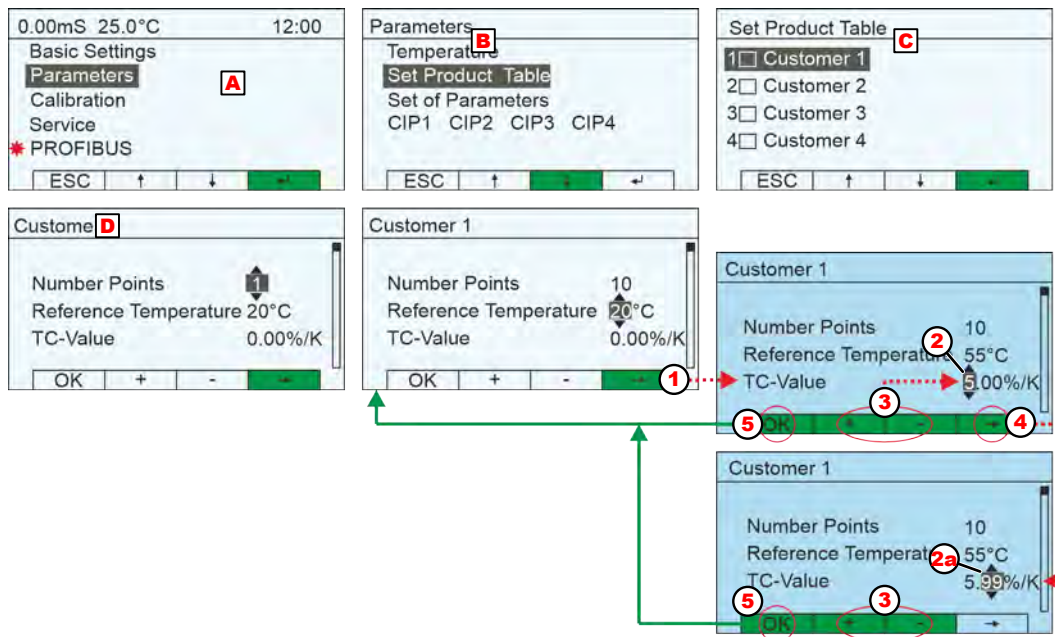 0.00mS 25.0°C 12:00
Basic Settings
Parameters
A
Calibration
Service
PROFIBUS
ESC ↑ ↓ ↵
Parameters
B
Temperature
Set Product Table
Set of Parameters
CIP1 CIP2 CIP3 CIP4
ESC ↑ ↓ ↵
Set Product Table
C
1 Customer 1
2 Customer 2
3 Customer 3
4 Customer 4
ESC ↑ ↓
D
Number Points 1
Reference Temperature 20°C
TC-Value 0.00%/K
OK + - →
Customer 1
Number Points 10
Reference Temperature 20°C
TC-Value 0.00%/K
OK + - →
1
Customer 1
Number Points 10
2
Reference Temperature 55°C
TC-Value 5.00%/K
3
5 OK + - → 4
Customer 1
Number Points 10
Reference 55°C
2a
TC-Value 5.99%/K
5 3
OK + - →